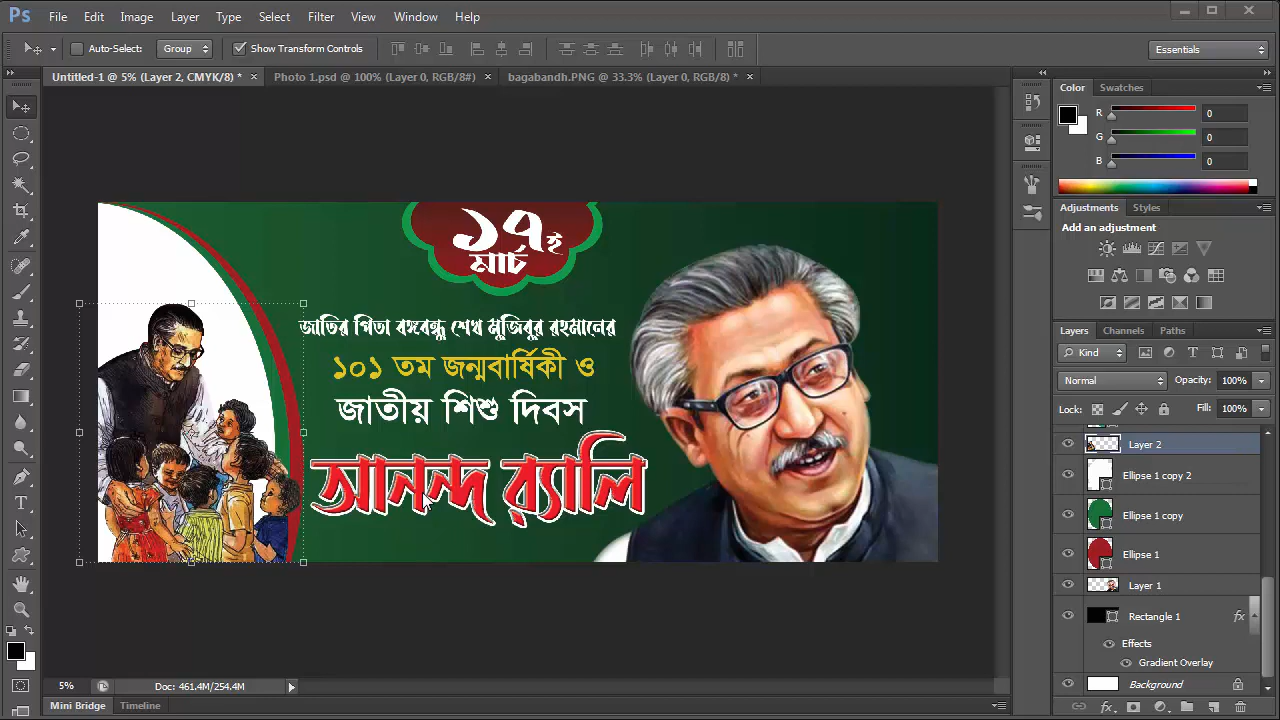 Ps File Edit Image Layer Type Select Filter View Window Help
Auto-Select: Group Show Transform Controls Essentials
Untitled-1 @ 5% (Layer 2, CMYK/8) * × Photo 1.psd @ 100% (Layer 0, RGB/8#) × bagabandh.PNG @ 33.3% (Layer 0, RGB/8) * ×
Color Swatches
R 0
G 0
B 0
Adjustments Styles
Add an adjustment
Layers Channels Paths
Kind
Normal Opacity: 100%
Lock: Fill: 100%
Layer 2
Ellipse 1 copy 2
Ellipse 1 copy
Ellipse 1
Layer 1
Rectangle 1 fx
Effects
Gradient Overlay
Background
fx
১৭ই
মার্চ
জাতির পিতা বঙ্গবন্ধু শেখ মুজিবুর রহমানের
১০১ তম জন্মবার্ষিকী ও
জাতীয় শিশু দিবস
আনন্দ র‍্যালি
5% Doc: 461.4M/254.4M
Mini Bridge Timeline